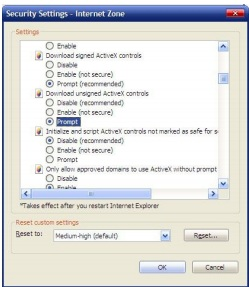 Security Settings - Internet Zone
Settings
Enable
Download signed ActiveX controls
Disable
Enable (not secure)
Prompt (recommended)
Download unsigned ActiveX controls
Disable (recommended)
Enable (not secure)
Prompt
Initialize and script ActiveX controls not marked as safe for s
Disable (recommended)
Enable (not secure)
Prompt
Only allow approved domains to use ActiveX without prompt
Disable
Enable
*Takes effect after you restart Internet Explorer
Reset custom settings
Reset to: Medium-high (default) Reset...
OK Cancel